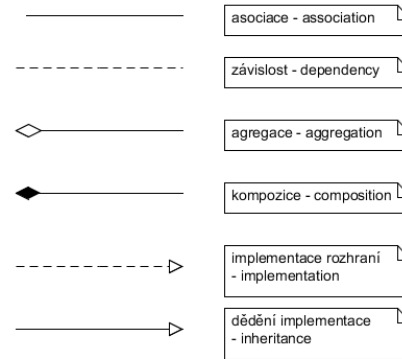 asociace - association
závislost - dependency
agregace - aggregation
kompozice - composition
implementace rozhraní
- implementation
dědění implementace
- inheritance